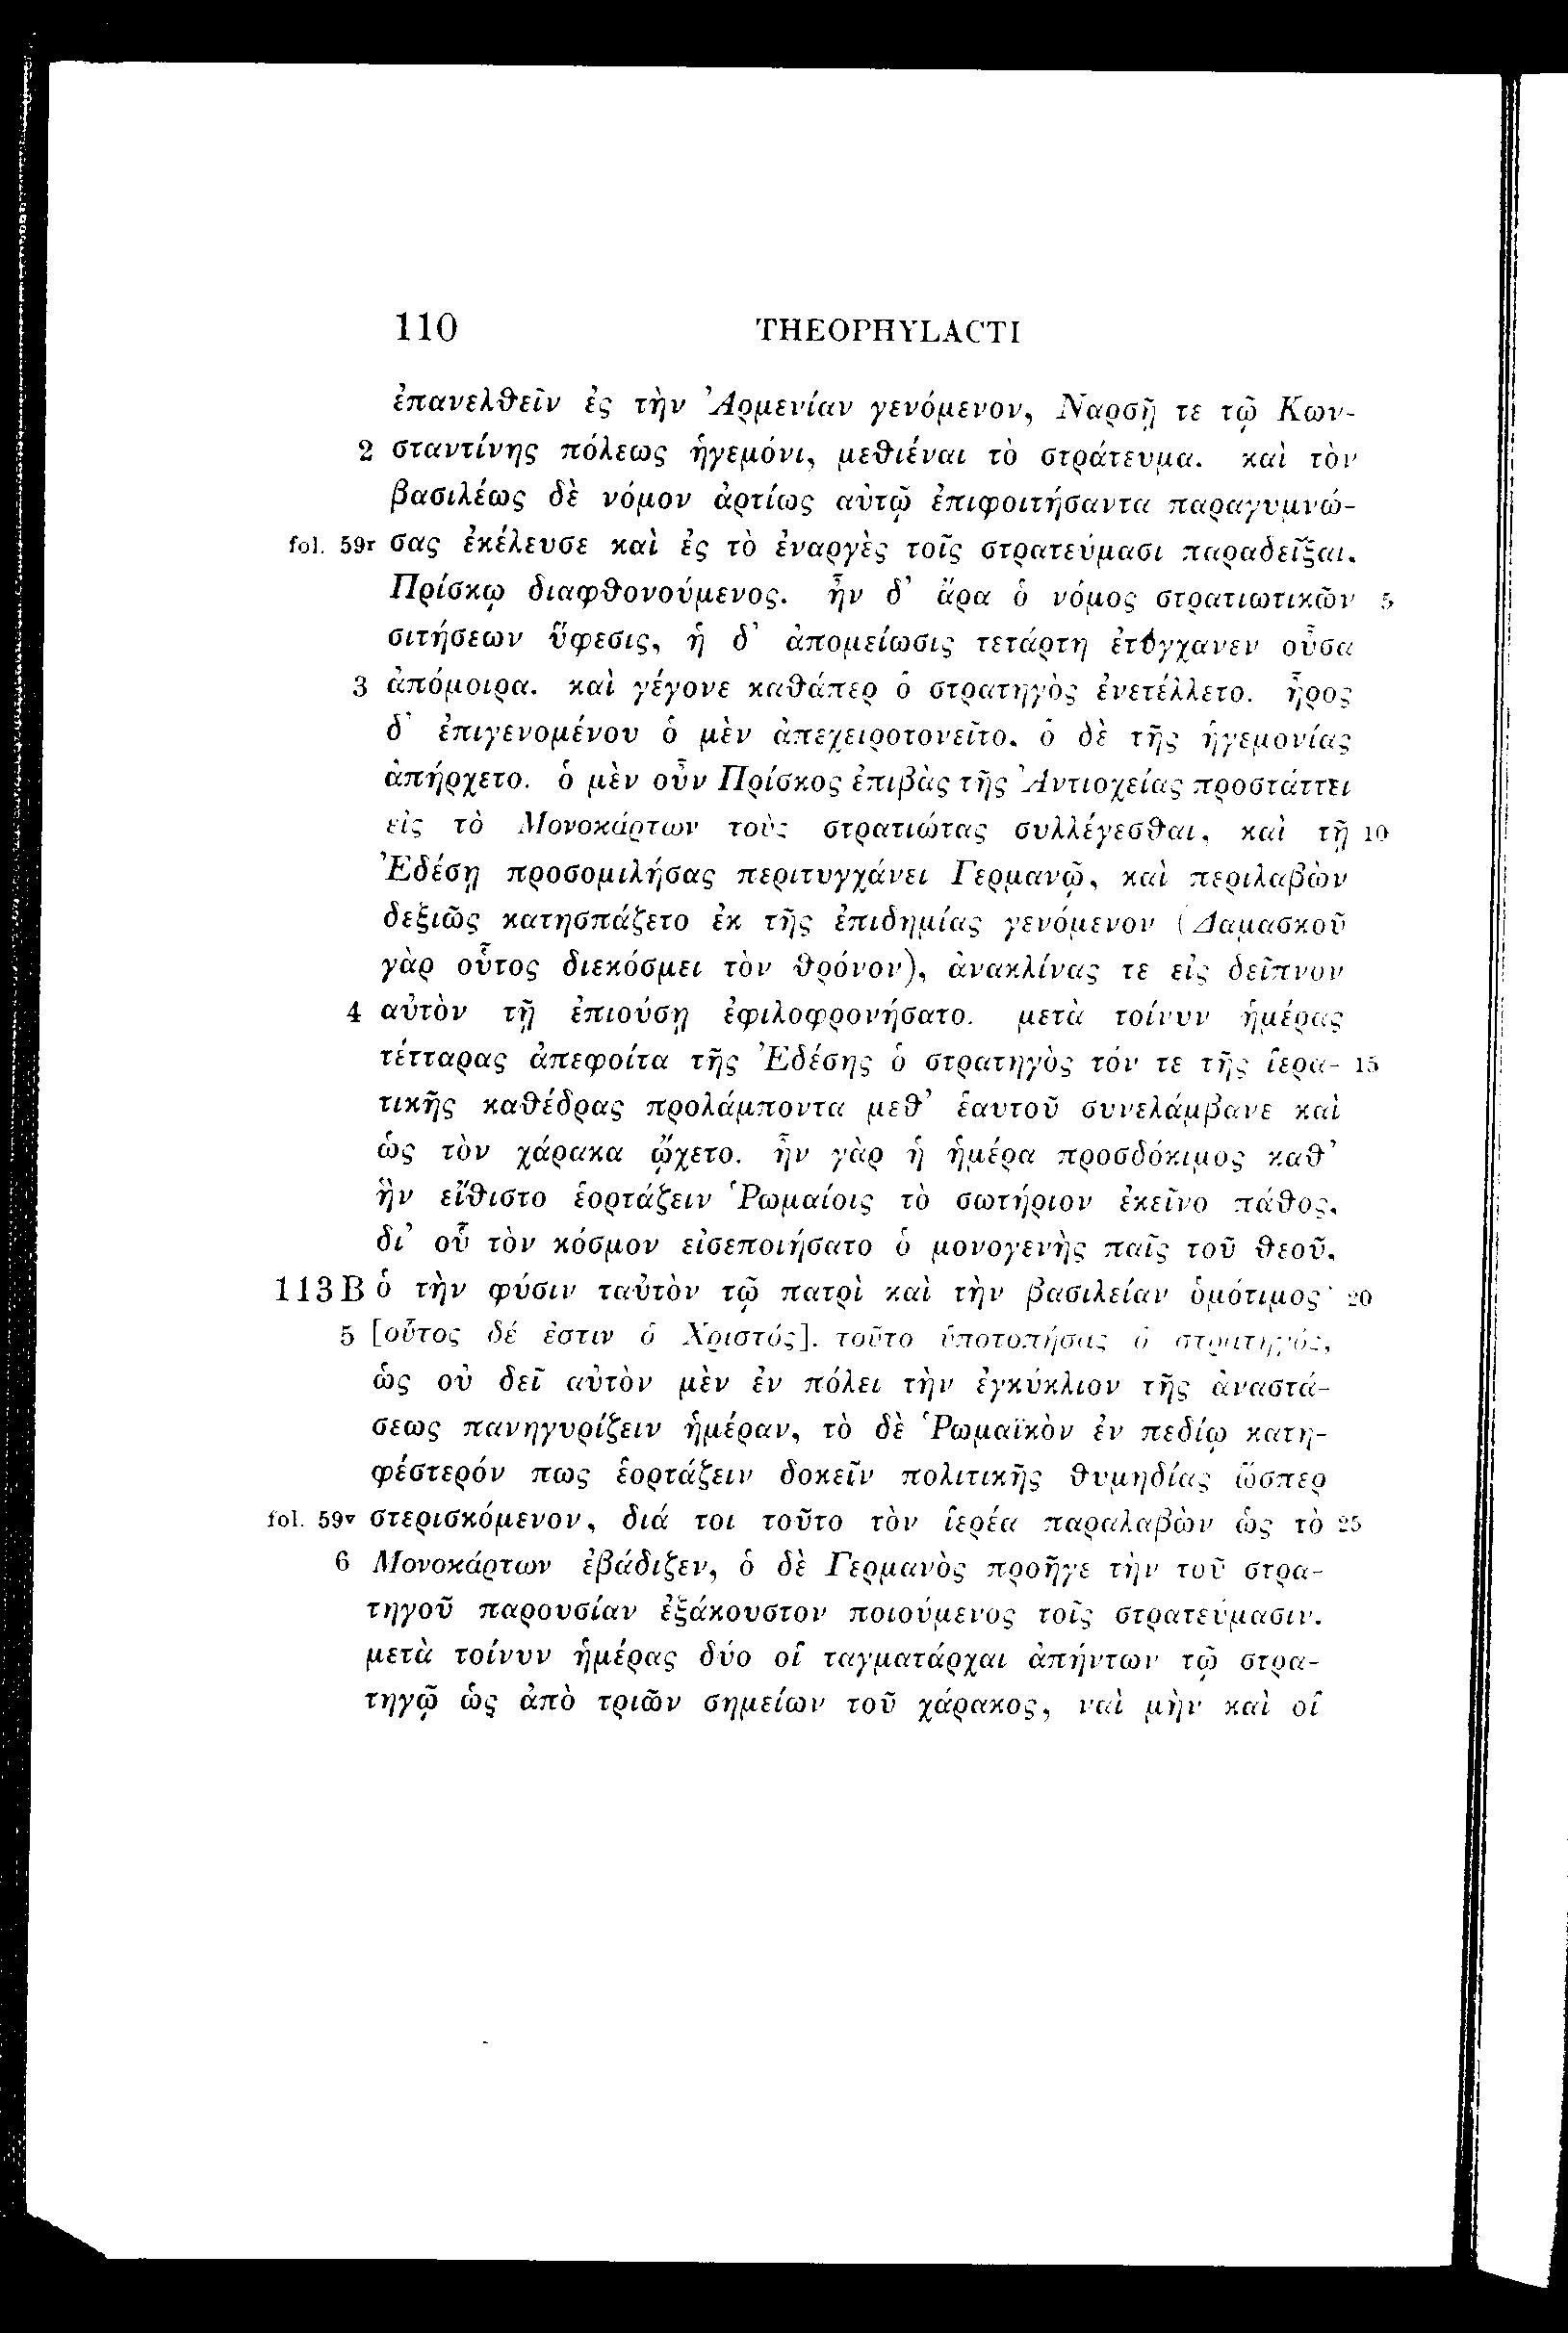 110 THEOPHYLACTI
ἐπανελθεῖν ἐς τὴν Ἀρμενίαν γενόμενον, Ναρσῇ τε τῷ Κων-
2 σταντίνης πόλεως ἡγεμόνι, μεθιέναι τὸ στράτευμα. καὶ τὸν
βασιλέως δὲ νόμον ἀρτίως αὐτῷ ἐπιφοιτήσαντα παραγυμνώ-
fol. 59r σας ἐκέλευσε καὶ ἐς τὸ ἐναργὲς τοῖς στρατεύμασι παραδεῖξαι,
Πρίσκῳ διαφθονούμενος. ἦν δ’ ἄρα ὁ νόμος στρατιωτικῶν 5
σιτήσεων ὕφεσις, ἡ δ’ ἀπομείωσις τετάρτη ἐτύγχανεν οὖσα
3 ἀπόμοιρα. καὶ γέγονε καθάπερ ὁ στρατηγὸς ἐνετέλλετο. ἦρος
δ’ ἐπιγενομένου ὁ μὲν ἀπεχειροτονεῖτο, ὁ δὲ τῆς ἡγεμονίας
ἀπήρχετο. ὁ μὲν οὖν Πρίσκος ἐπιβὰς τῆς Ἀντιοχείας προστάττει
εἰς τὸ Μονοκάρτων τοὺς στρατιώτας συλλέγεσθαι, καὶ τῇ 10
Ἐδέσῃ προσομιλήσας περιτυγχάνει Γερμανῷ, καὶ περιλαβὼν
δεξιῶς κατησπάζετο ἐκ τῆς ἐπιδημίας γενόμενον (Δαμασκοῦ
γὰρ οὗτος διεκόσμει τὸν θρόνον), ἀνακλίνας τε εἰς δεῖπνον
4 αὐτὸν τῇ ἐπιούσῃ ἐφιλοφρονήσατο. μετὰ τοίνυν ἡμέρας
τέτταρας ἀπεφοίτα τῆς Ἐδέσης ὁ στρατηγὸς τόν τε τῆς ἱερα- 15
τικῆς καθέδρας προλάμποντα μεθ’ ἑαυτοῦ συνελάμβανε καὶ
ὡς τὸν χάρακα ᾤχετο. ἦν γὰρ ἡ ἡμέρα προσδόκιμος καθ’
ἣν εἴθιστο ἑορτάζειν Ῥωμαίοις τὸ σωτήριον ἐκεῖνο πάθος,
δι’ οὗ τὸν κόσμον εἰσεποιήσατο ὁ μονογενὴς παῖς τοῦ θεοῦ,
113 B ὁ τὴν φύσιν ταὐτὸν τῷ πατρὶ καὶ τὴν βασιλείαν ὁμότιμος· 20
5 [οὗτος δέ ἐστιν ὁ Χριστός]. τοῦτο ὑποτοπήσας ὁ στρατηγός,
ὡς οὐ δεῖ αὐτὸν μὲν ἐν πόλει τὴν ἐγκύκλιον τῆς ἀναστά-
σεως πανηγυρίζειν ἡμέραν, τὸ δὲ Ῥωμαϊκὸν ἐν πεδίῳ κατη-
φέστερόν πως ἑορτάζειν δοκεῖν πολιτικῆς θυμηδίας ὥσπερ
fol. 59v στερισκόμενον, διά τοι τοῦτο τὸν ἱερέα παραλαβὼν ὡς τὸ 25
6 Μονοκάρτων ἐβάδιζεν, ὁ δὲ Γερμανὸς προῆγε τὴν τοῦ στρα-
τηγοῦ παρουσίαν ἐξάκουστον ποιούμενος τοῖς στρατεύμασιν.
μετὰ τοίνυν ἡμέρας δύο οἱ ταγματάρχαι ἀπήντων τῷ στρα-
τηγῷ ὡς ἀπὸ τριῶν σημείων τοῦ χάρακος, ναὶ μὴν καὶ οἱ